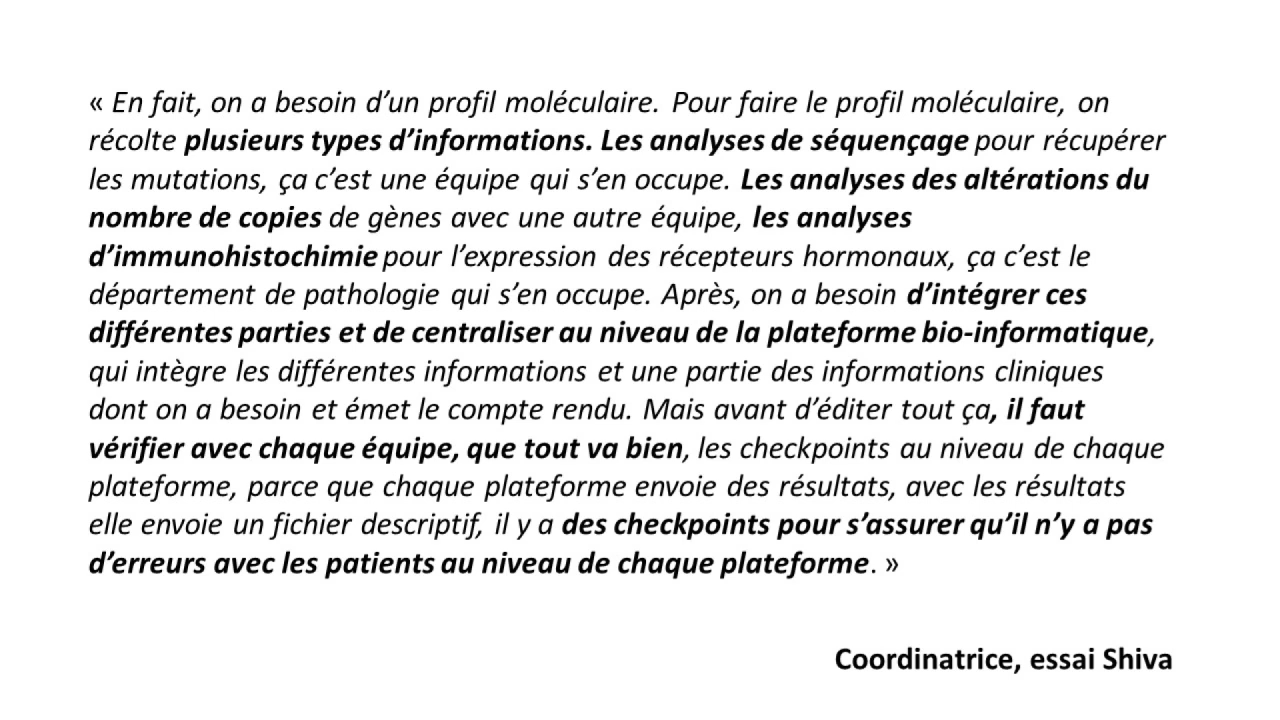 « En fait, on a besoin d’un profil moléculaire. Pour faire le profil moléculaire, on
récolte plusieurs types d’informations. Les analyses de séquençage pour récupérer
les mutations, ça c’est une équipe qui s’en occupe. Les analyses des altérations du
nombre de copies de gènes avec une autre équipe, les analyses
d’immunohistochimie pour l’expression des récepteurs hormonaux, ça c’est le
département de pathologie qui s’en occupe. Après, on a besoin d’intégrer ces
différentes parties et de centraliser au niveau de la plateforme bio-informatique,
qui intègre les différentes informations et une partie des informations cliniques
dont on a besoin et émet le compte rendu. Mais avant d’éditer tout ça, il faut
vérifier avec chaque équipe, que tout va bien, les checkpoints au niveau de chaque
plateforme, parce que chaque plateforme envoie des résultats, avec les résultats
elle envoie un fichier descriptif, il y a des checkpoints pour s’assurer qu’il n’y a pas
d’erreurs avec les patients au niveau de chaque plateforme. »
Coordinatrice, essai Shiva